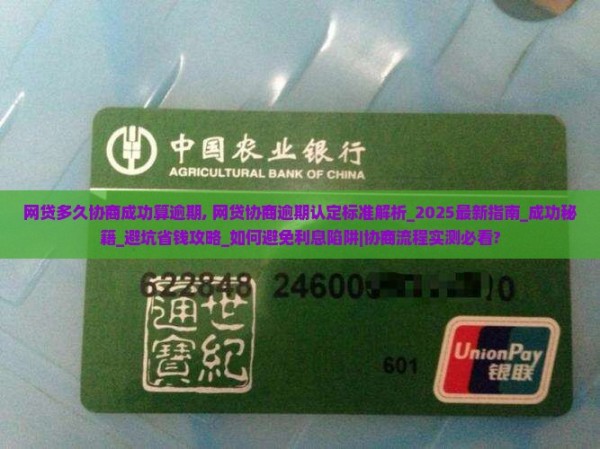 中国农业银行
AGRICULTURAL BANK OF CHINA
网贷多久协商成功算逾期, 网贷协商逾期认定标准解析_2025最新指南_成功秘
籍_避坑省钱攻略_如何避免利息陷阱|协商流程实测必看?
622848 24600 0
世紀通寶
601
UnionPay
银联